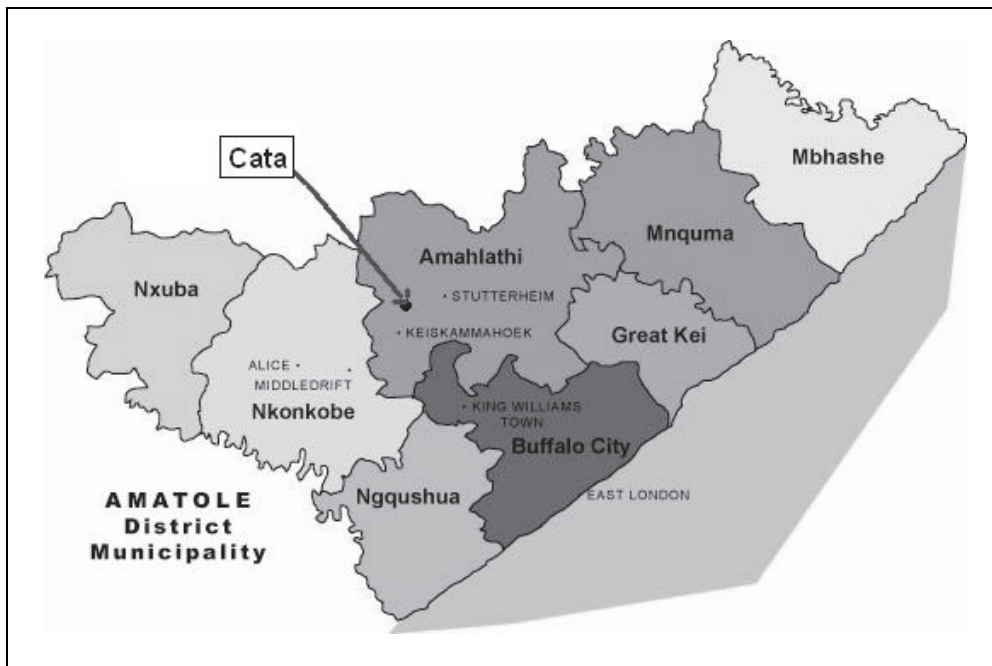 Mbhashe
Cata
Mnquma
Amahlathi
Nxuba
STUTTERHEIM
KEISKAMMAHOEK
Great Kei
ALICE
MIDDLEDRIFT
Nkonkobe
KING WILLIAMS
TOWN
Buffalo City
Ngqushua
EAST LONDON
AMATOLE
District
Municipality